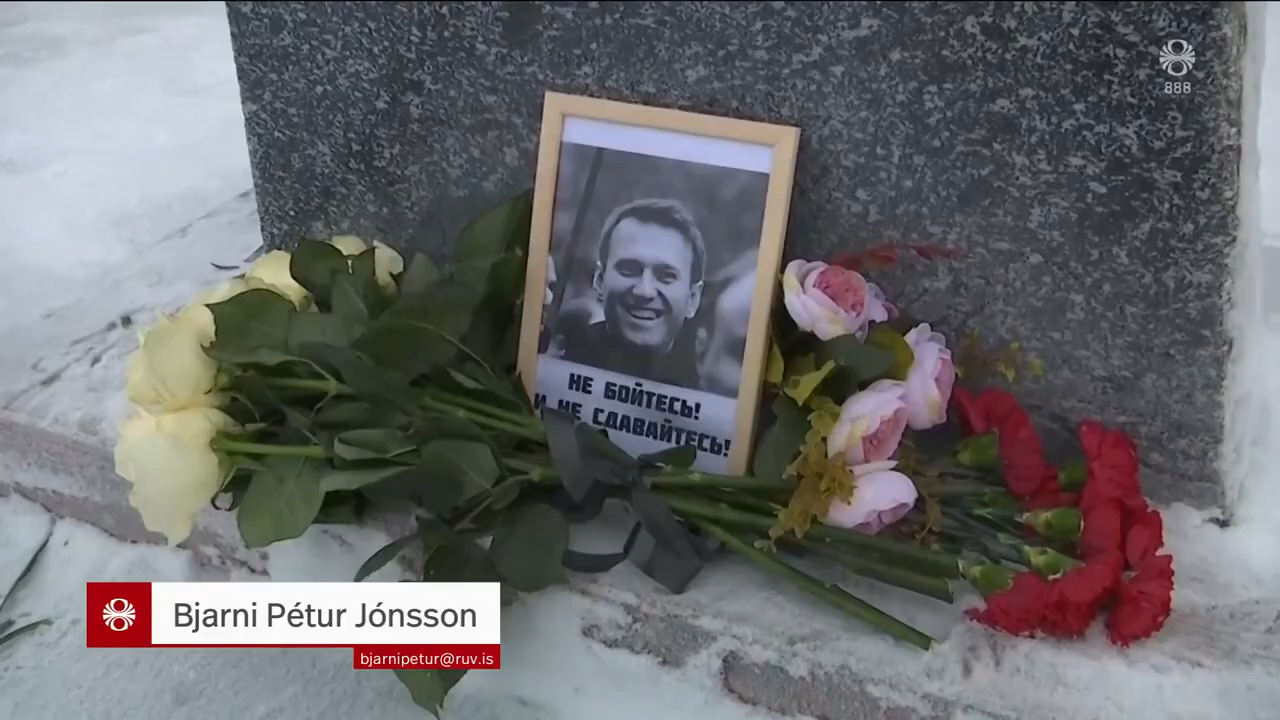 888
НЕ БОЙТЕСЬ!
И НЕ СДАВАЙТЕСЬ!
Bjarni Pétur Jónsson
bjarnipetur@ruv.is